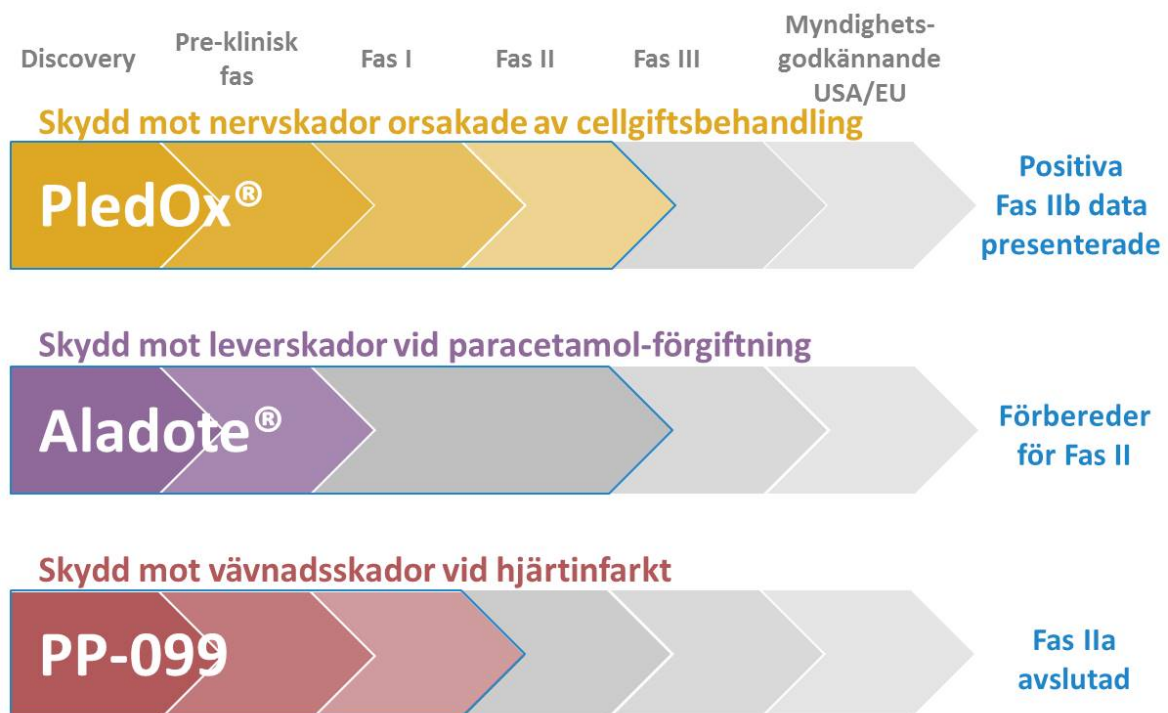 Discovery
Pre-klinisk
fas
Fas I
Fas II
Fas III
Myndighets-
godkännande
USA/EU
Skydd mot nervskador orsakade av cellgiftsbehandling
PledOx®
Positiva
Fas IIb data
presenterade
Skydd mot leverskador vid paracetamol-förgiftning
Aladote®
Förbereder
för Fas II
Skydd mot vävnadsskador vid hjärtinfarkt
PP-099
Fas IIa
avslutad